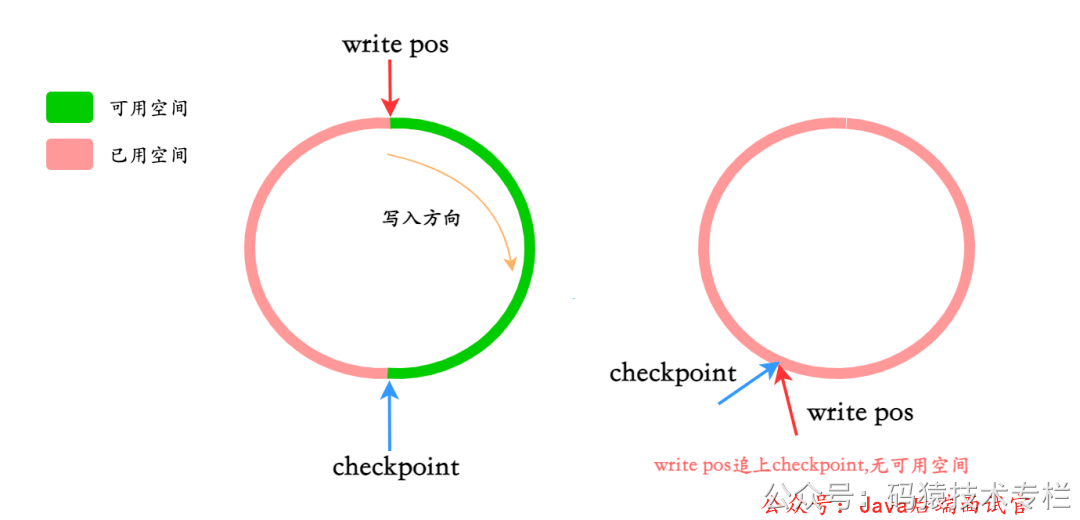 write pos
可用空间
已用空间
写入方向
checkpoint
write pos
checkpoint
write pos追上checkpoint,无可用空间
公众号：码猿技术专栏
公众号：Java后端面试官